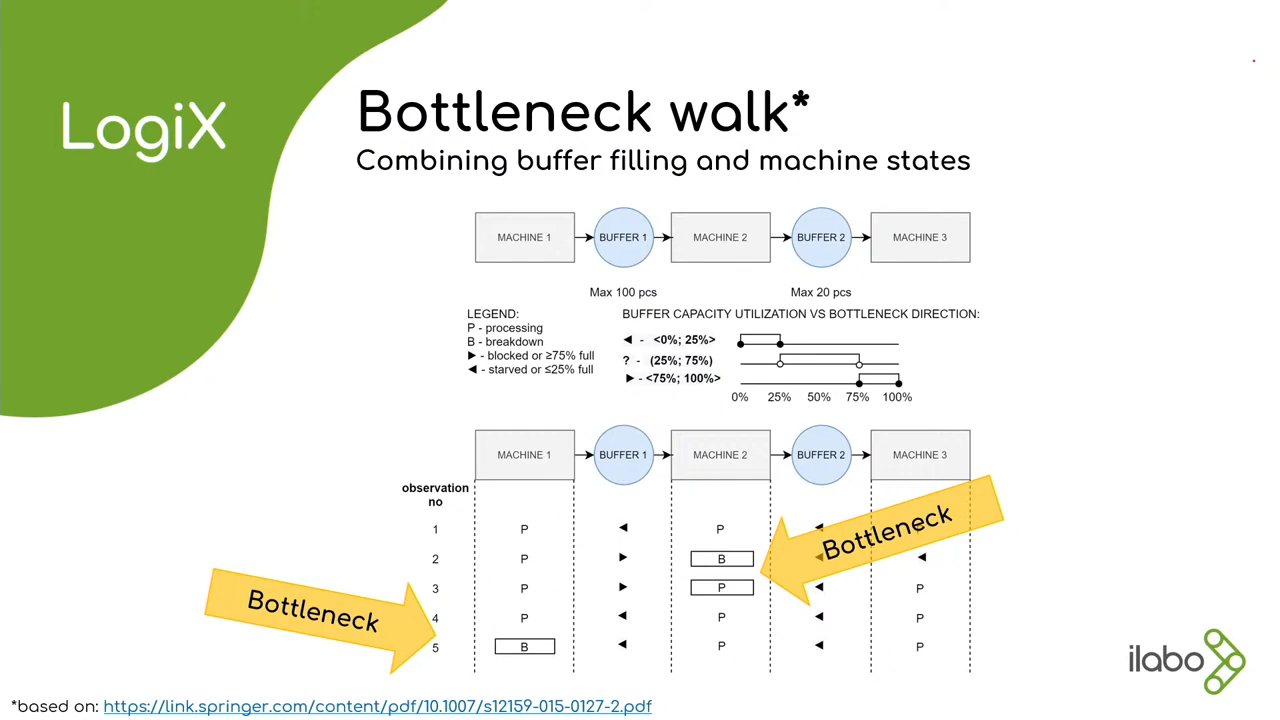 LogiX
Bottleneck walk*
Combining buffer filling and machine states
MACHINE 1 BUFFER 1 MACHINE 2 BUFFER 2 MACHINE 3
Max 100 pcs Max 20 pcs
LEGEND:
P - processing
B - breakdown
► - blocked or ≥75% full
◄ - starved or ≤25% full
BUFFER CAPACITY UTILIZATION VS BOTTLENECK DIRECTION:
◄ - <0%; 25%>
? - (25%; 75%)
► - <75%; 100%>
0% 25% 50% 75% 100%
MACHINE 1 BUFFER 1 MACHINE 2 BUFFER 2 MACHINE 3
observation
no
1 P ◄ P ◄
2 P ► B ◄ ◄
3 P ► P ◄ P
4 P ◄ P ◄ P
5 B ◄ P ◄ P
Bottleneck
Bottleneck
ilabo
*based on: https://link.springer.com/content/pdf/10.1007/s12159-015-0127-2.pdf